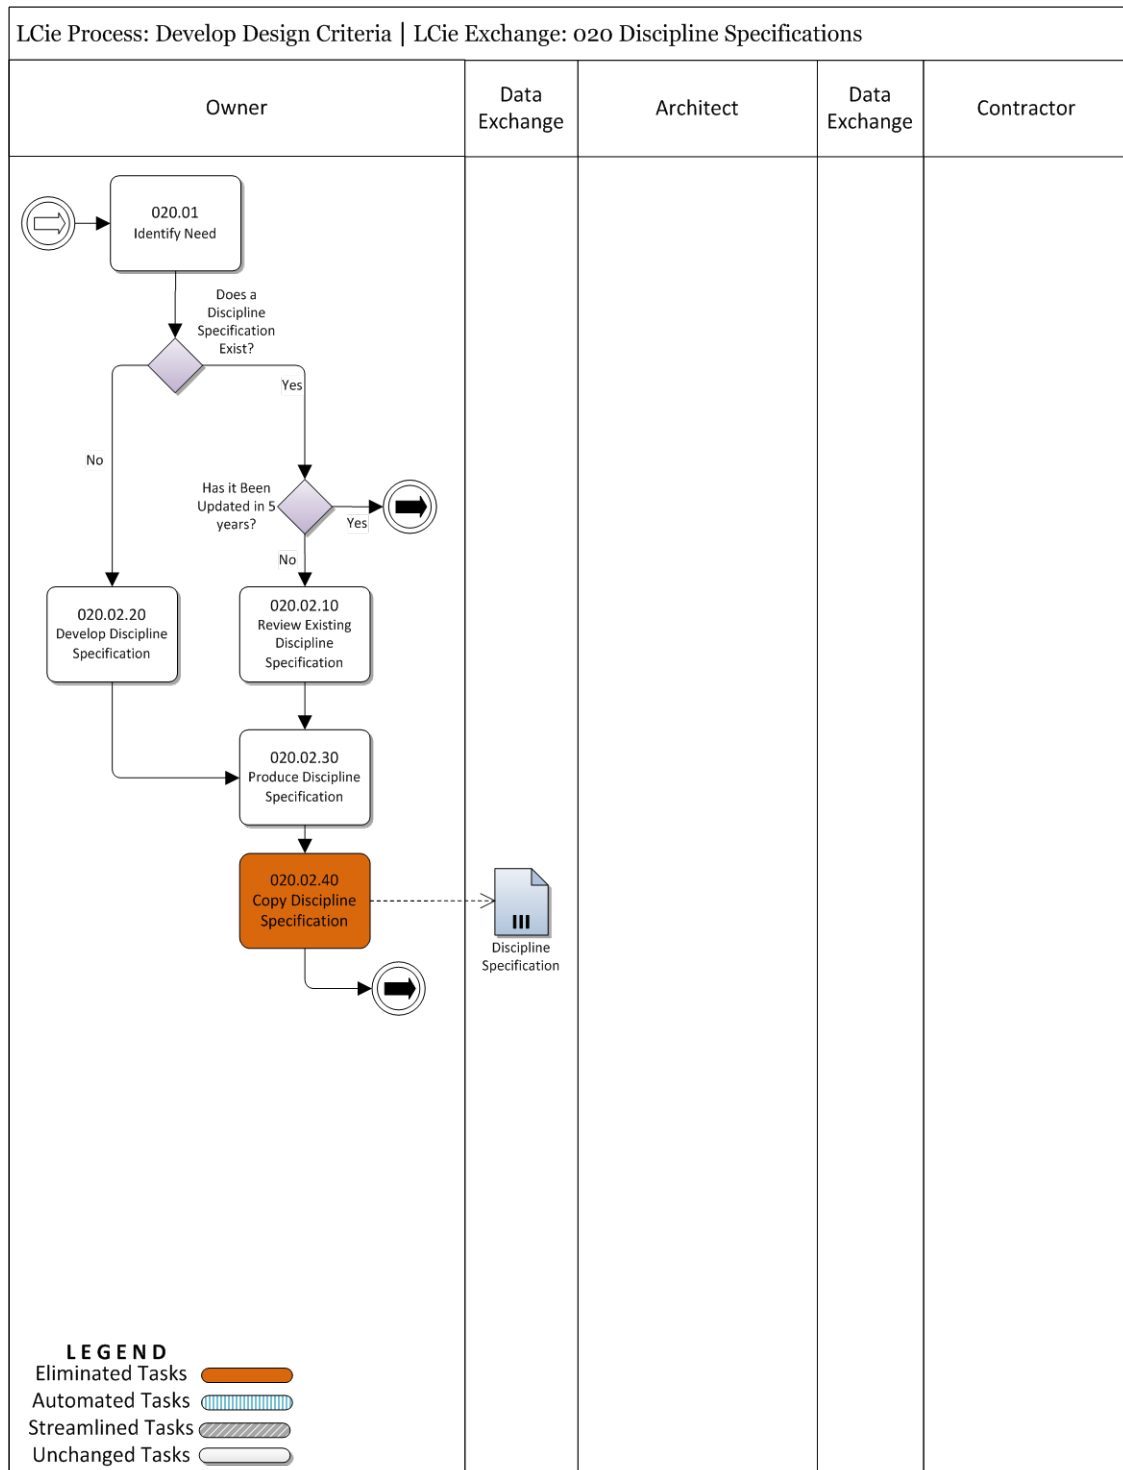 LCie Process: Develop Design Criteria | LCie Exchange: 020 Discipline Specifications
Owner
Data
Exchange
Architect
Data
Exchange
Contractor
020.01
Identify Need
Does a
Discipline
Specification
Exist?
Yes
No
Has it Been
Updated in 5
years?
Yes
No
020.02.20
Develop Discipline
Specification
020.02.10
Review Existing
Discipline
Specification
020.02.30
Produce Discipline
Specification
020.02.40
Copy Discipline
Specification
Discipline
Specification
LEGEND
Eliminated Tasks
Automated Tasks
Streamlined Tasks
Unchanged Tasks